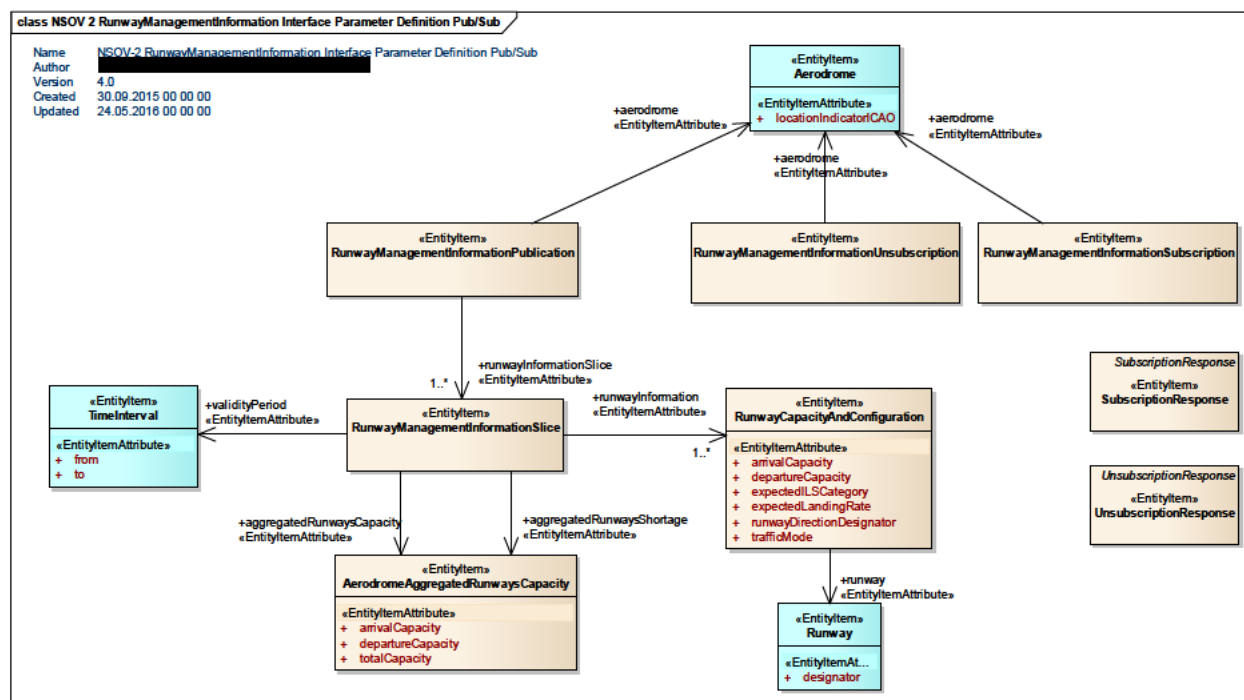 class NSOV 2 RunwayManagementInformation Interface Parameter Definition Pub/Sub
Name NSOV-2 RunwayManagementInformation Interface Parameter Definition Pub/Sub
Author
Version 4.0
Created 30.09.2015 00 00 00
Updated 24.05.2016 00 00 00
«EntityItem»
Aerodrome
«EntityItemAttribute»
+ locationIndicatorICAO
+aerodrome
«EntityItemAttribute»
+aerodrome
«EntityItemAttribute»
+aerodrome
«EntityItemAttribute»
«EntityItem»
RunwayManagementInformationPublication
«EntityItem»
RunwayManagementInformationUnsubscription
«EntityItem»
RunwayManagementInformationSubscription
+runwayInformationSlice
«EntityItemAttribute»
1..*
«EntityItem»
TimeInterval
«EntityItemAttribute»
+ from
+ to
+validityPeriod
«EntityItemAttribute»
«EntityItem»
RunwayManagementInformationSlice
+runwayInformation
«EntityItemAttribute»
1..*
«EntityItem»
RunwayCapacityAndConfiguration
«EntityItemAttribute»
+ arrivalCapacity
+ departureCapacity
+ expectedILSCategory
+ expectedLandingRate
+ runwayDirectionDesignator
+ trafficMode
SubscriptionResponse
«EntityItem»
SubscriptionResponse
UnsubscriptionResponse
«EntityItem»
UnsubscriptionResponse
+aggregatedRunwaysCapacity
«EntityItemAttribute»
+aggregatedRunwaysShortage
«EntityItemAttribute»
«EntityItem»
AerodromeAggregatedRunwaysCapacity
«EntityItemAttribute»
+ arrivalCapacity
+ departureCapacity
+ totalCapacity
+runway
«EntityItemAttribute»
«EntityItem»
Runway
«EntityItemAt...
+ designator